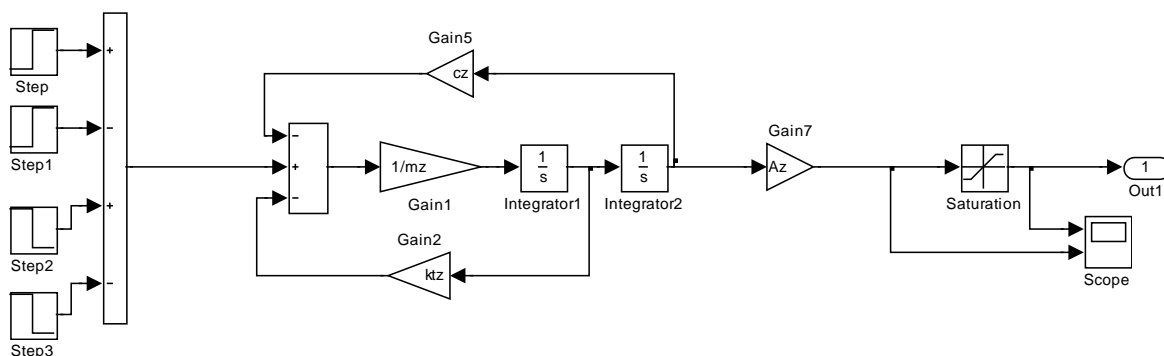 Step
Step1
Step2
Step3
+
−
+
−
Gain5
cz
−
+
−
1/mz
Gain1
Gain2
ktz
1
s
Integrator1
1
s
Integrator2
Gain7
Az
Saturation
1
Out1
Scope